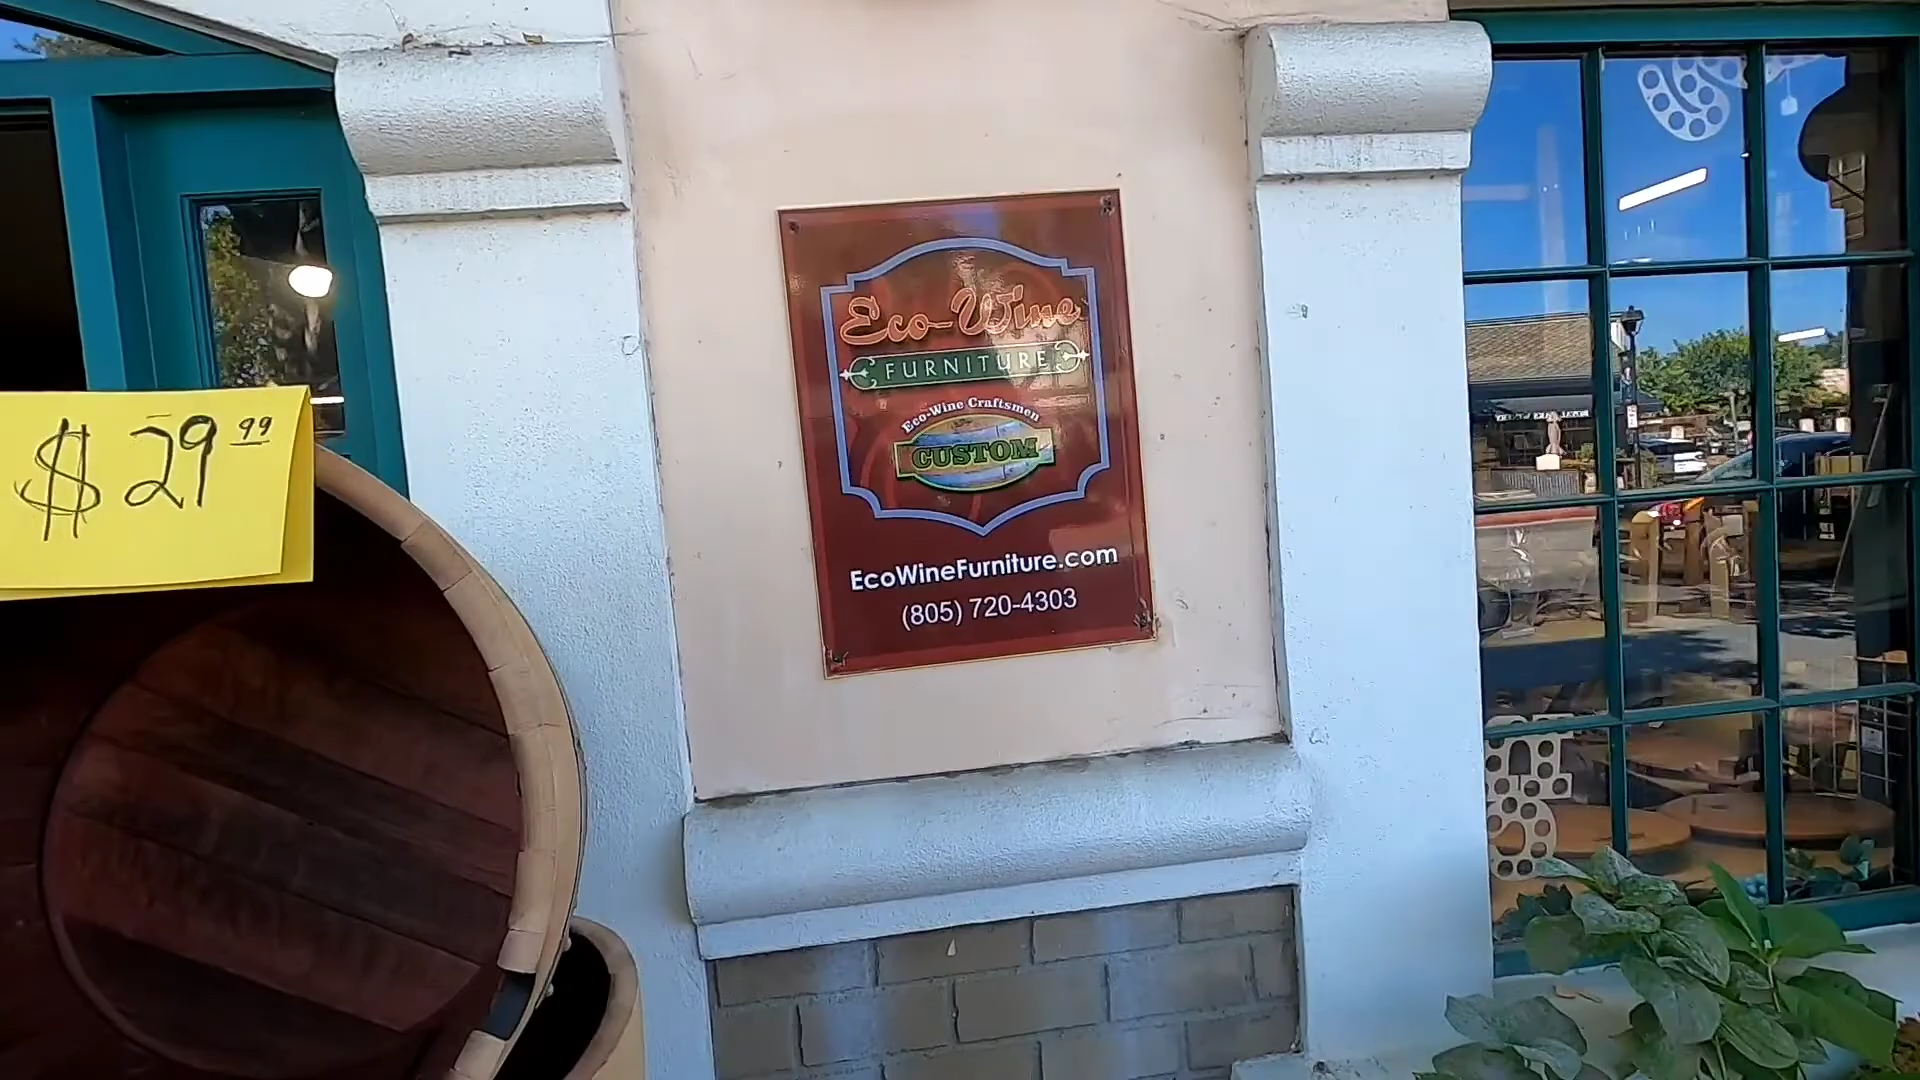 $ 29 99
Eco-Wine
FURNITURE
Eco-Wine Craftsmen
CUSTOM
EcoWineFurniture.com
(805) 720-4303